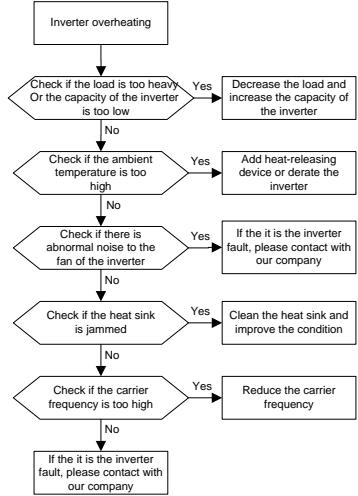 Inverter overheating
Check if the load is too heavy
Or the capacity of the inverter
is too low
Yes
Decrease the load and
increase the capacity of
the inverter
No
Check if the ambient
temperature is too
high
Yes
Add heat-releasing
device or derate the
inverter
No
Check if there is
abnormal noise to the
fan of the inverter
Yes
If the it is the inverter
fault, please contact with
our company
No
Check if the heat sink
is jammed
Yes
Clean the heat sink and
improve the condition
No
Check if the carrier
frequency is too high
Yes
Reduce the carrier
frequency
No
If the it is the inverter
fault, please contact with
our company